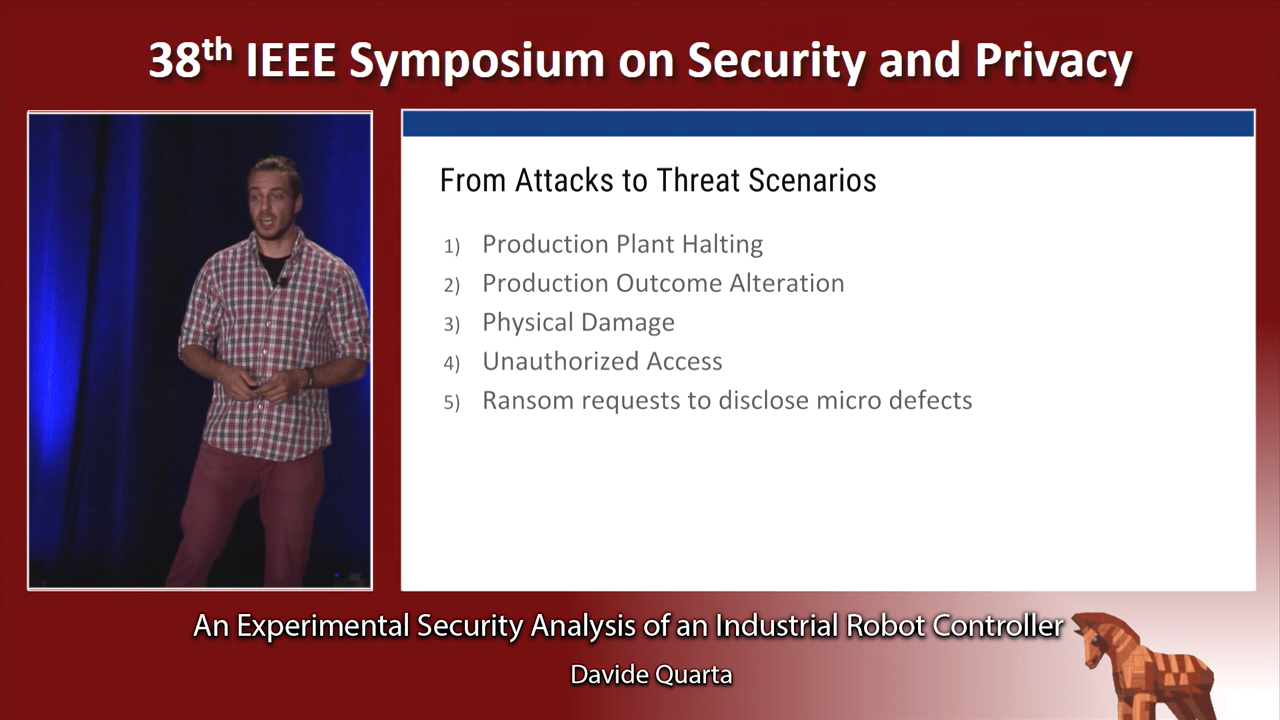 38th IEEE Symposium on Security and Privacy
From Attacks to Threat Scenarios
1) Production Plant Halting
2) Production Outcome Alteration
3) Physical Damage
4) Unauthorized Access
5) Ransom requests to disclose micro defects
An Experimental Security Analysis of an Industrial Robot Controller
Davide Quarta